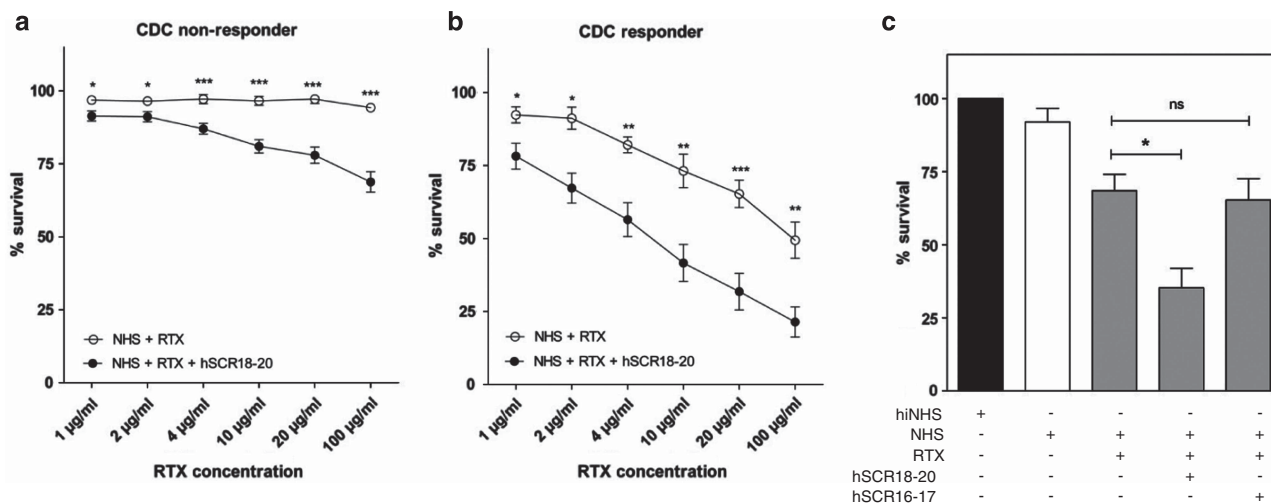 a
CDC non-responder
% survival
100
75
50
25
0
* * *** *** *** ***
NHS + RTX
NHS + RTX + hSCR18-20
1 µg/ml 2 µg/ml 4 µg/ml 10 µg/ml 20 µg/ml 100 µg/ml
RTX concentration
b
CDC responder
% survival
100
75
50
25
0
* * ** ** *** **
NHS + RTX
NHS + RTX + hSCR18-20
1 µg/ml 2 µg/ml 4 µg/ml 10 µg/ml 20 µg/ml 100 µg/ml
RTX concentration
c
% survival
100
75
50
25
0
ns
*
hiNHS + - - - -
NHS - + + + +
RTX - - + + +
hSCR18-20 - - - + -
hSCR16-17 - - - - +